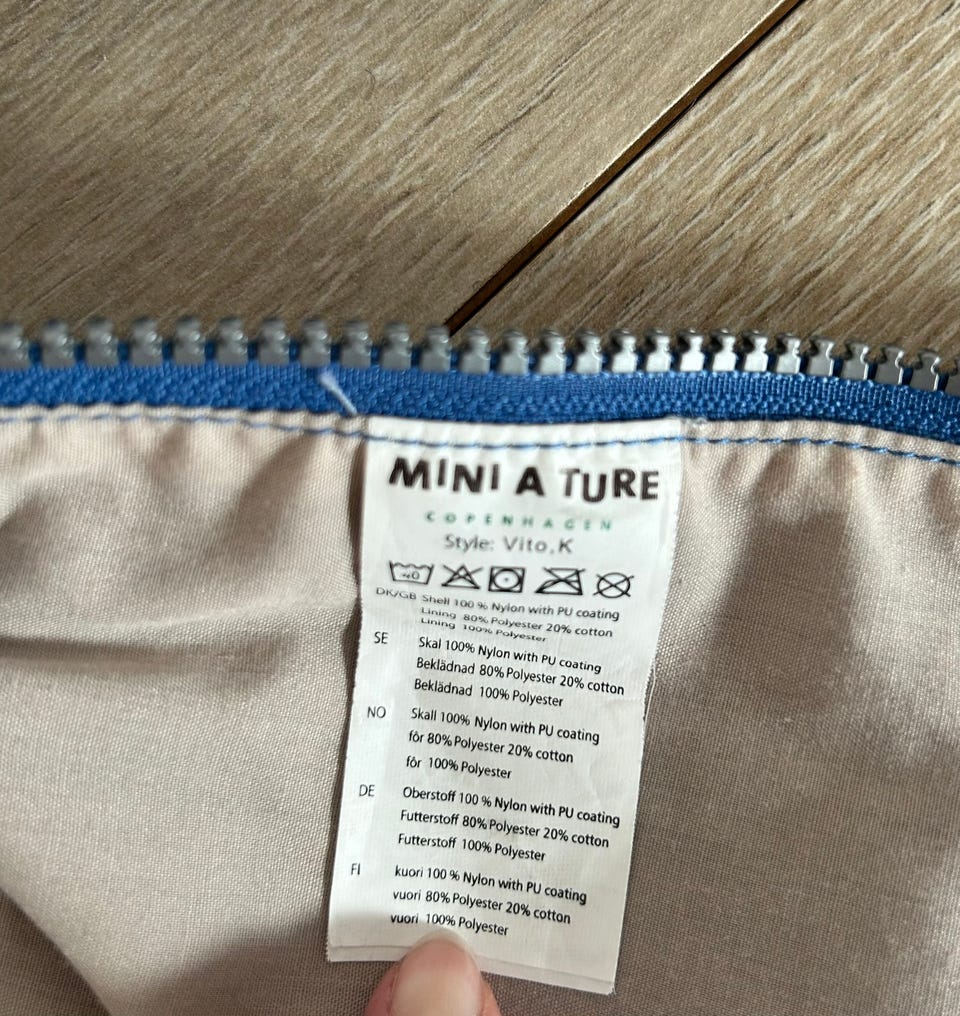 MINI A TURE
COPENHAGEN
Style: Vito.K
40
DK/GB Shell 100 % Nylon with PU coating
Lining 80% Polyester 20% cotton
Lining 100% Polyester
SE Skal 100% Nylon with PU coating
Beklädnad 80% Polyester 20% cotton
Beklädnad 100% Polyester
NO Skall 100% Nylon with PU coating
fôr 80% Polyester 20% cotton
fôr 100% Polyester
DE Oberstoff 100 % Nylon with PU coating
Futterstoff 80% Polyester 20% cotton
Futterstoff 100% Polyester
FI kuori 100 % Nylon with PU coating
vuori 80% Polyester 20% cotton
vuori 100% Polyester